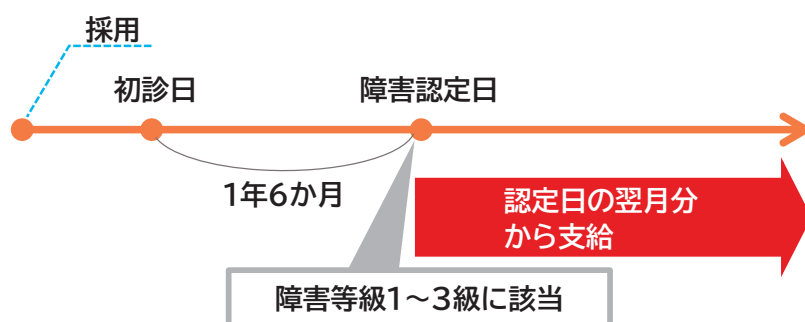 採用
初診日
障害認定日
1年6か月
認定日の翌月分
から支給
障害等級1～3級に該当